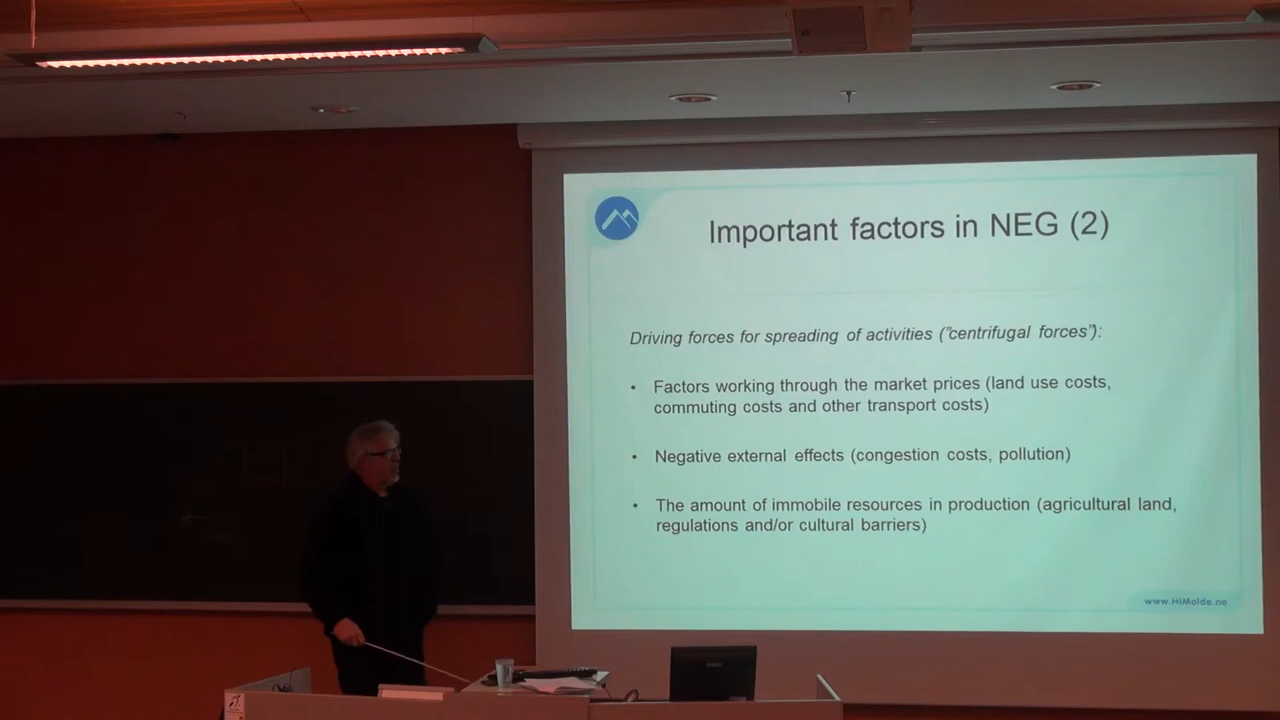 Important factors in NEG (2)
Driving forces for spreading of activities ("centrifugal forces"):
• Factors working through the market prices (land use costs,
commuting costs and other transport costs)
• Negative external effects (congestion costs, pollution)
• The amount of immobile resources in production (agricultural land,
regulations and/or cultural barriers)
www.HiMolde.no